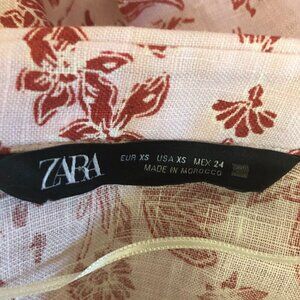 ZARA
EUR XS USA XS MEX 24
MADE IN MOROCCO